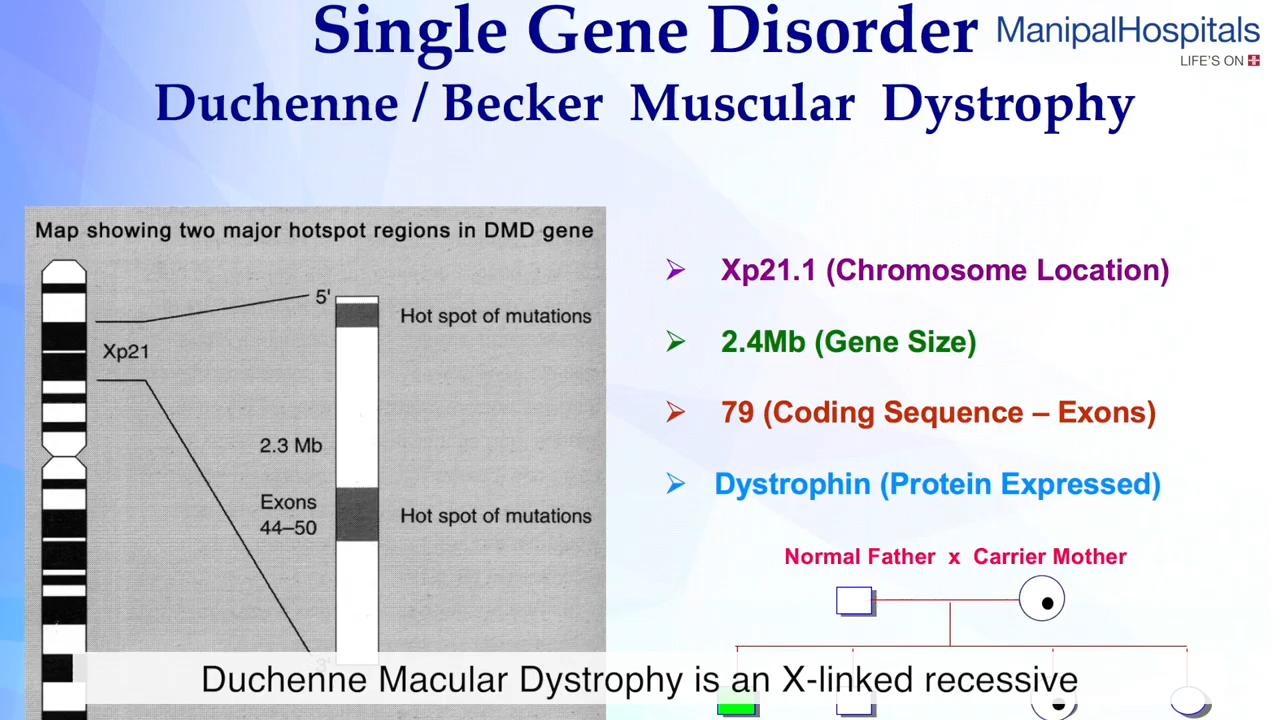 Single Gene Disorder
ManipalHospitals
LIFE'S ON
Duchenne / Becker Muscular Dystrophy
Map showing two major hotspot regions in DMD gene
5'
Hot spot of mutations
Xp21
2.3 Mb
Exons
44–50
Hot spot of mutations
3'
Xp21.1 (Chromosome Location)
2.4Mb (Gene Size)
79 (Coding Sequence – Exons)
Dystrophin (Protein Expressed)
Normal Father x Carrier Mother
Duchenne Macular Dystrophy is an X-linked recessive